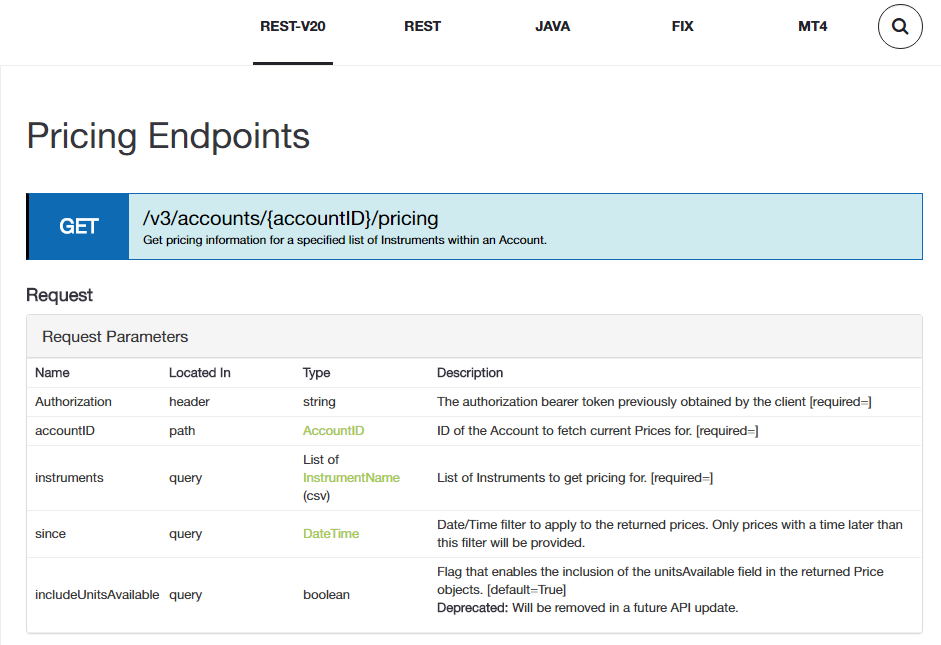 REST-V20 REST JAVA FIX MT4
Pricing Endpoints
GET
/v3/accounts/{accountID}/pricing
Get pricing information for a specified list of Instruments within an Account.
Request
Request Parameters
Name Located In Type Description
Authorization header string The authorization bearer token previously obtained by the client [required=]
accountID path AccountID ID of the Account to fetch current Prices for. [required=]
instruments query List of
InstrumentName
(csv)
List of Instruments to get pricing for. [required=]
since query DateTime Date/Time filter to apply to the returned prices. Only prices with a time later than
this filter will be provided.
includeUnitsAvailable query boolean Flag that enables the inclusion of the unitsAvailable field in the returned Price
objects. [default=True]
Deprecated: Will be removed in a future API update.